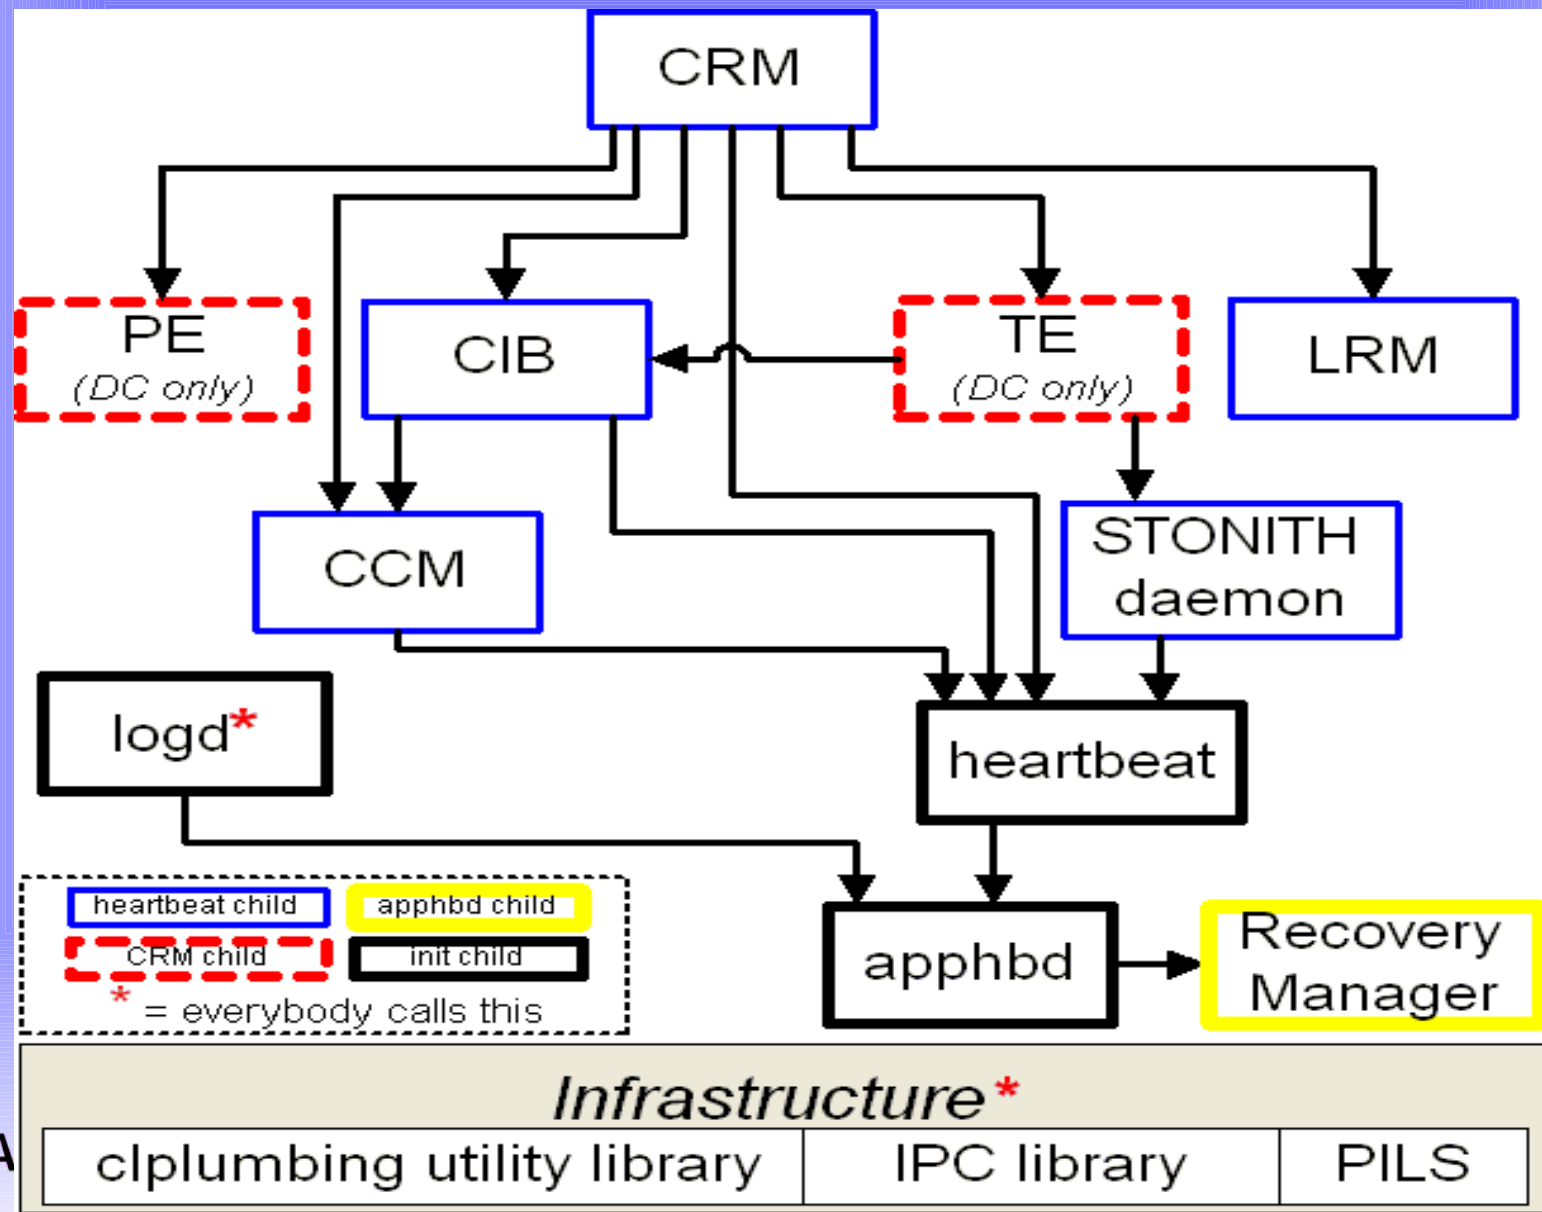 CRM
PE
(DC only)
CIB
TE
(DC only)
LRM
CCM
STONITH
daemon
logd*
heartbeat
heartbeat child
apphbd child
CRM child
init child
* = everybody calls this
apphbd
Recovery
Manager
Infrastructure*
A
clplumbing utility library
IPC library
PILS